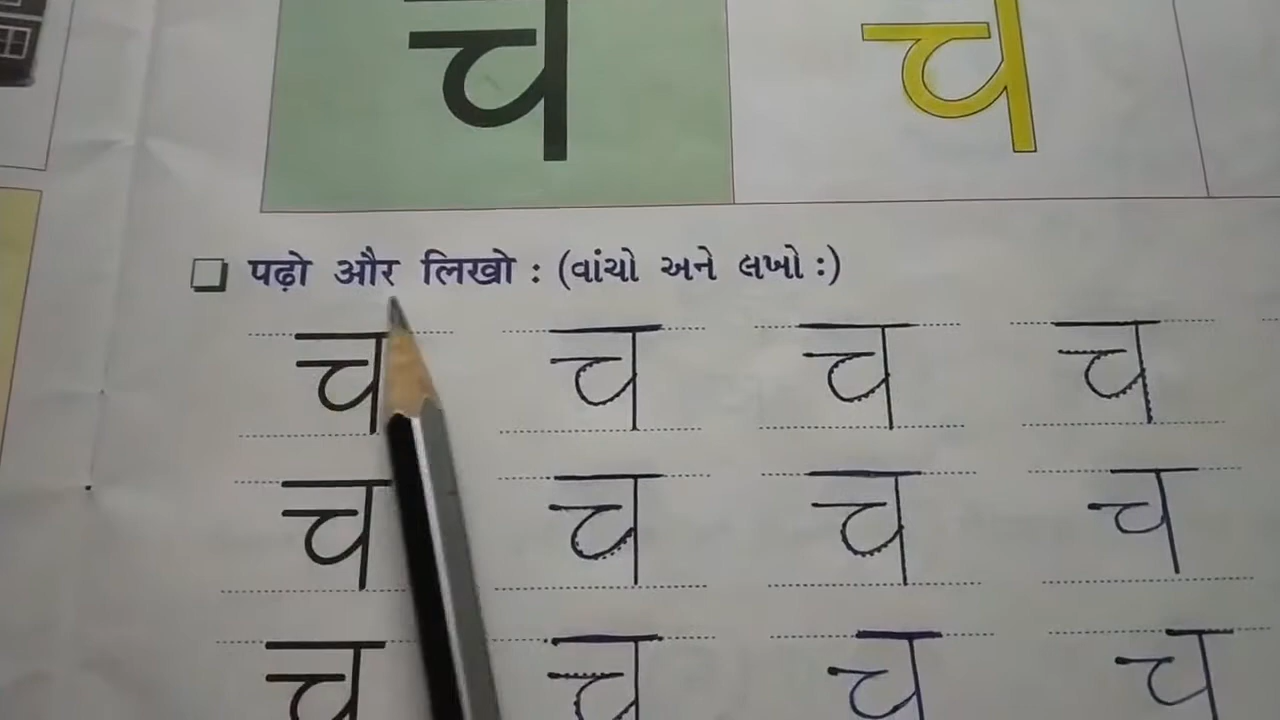 च च
पढ़ो और लिखो : (વાંચો અને લખો :)
च च च च
च च च च
च च च च